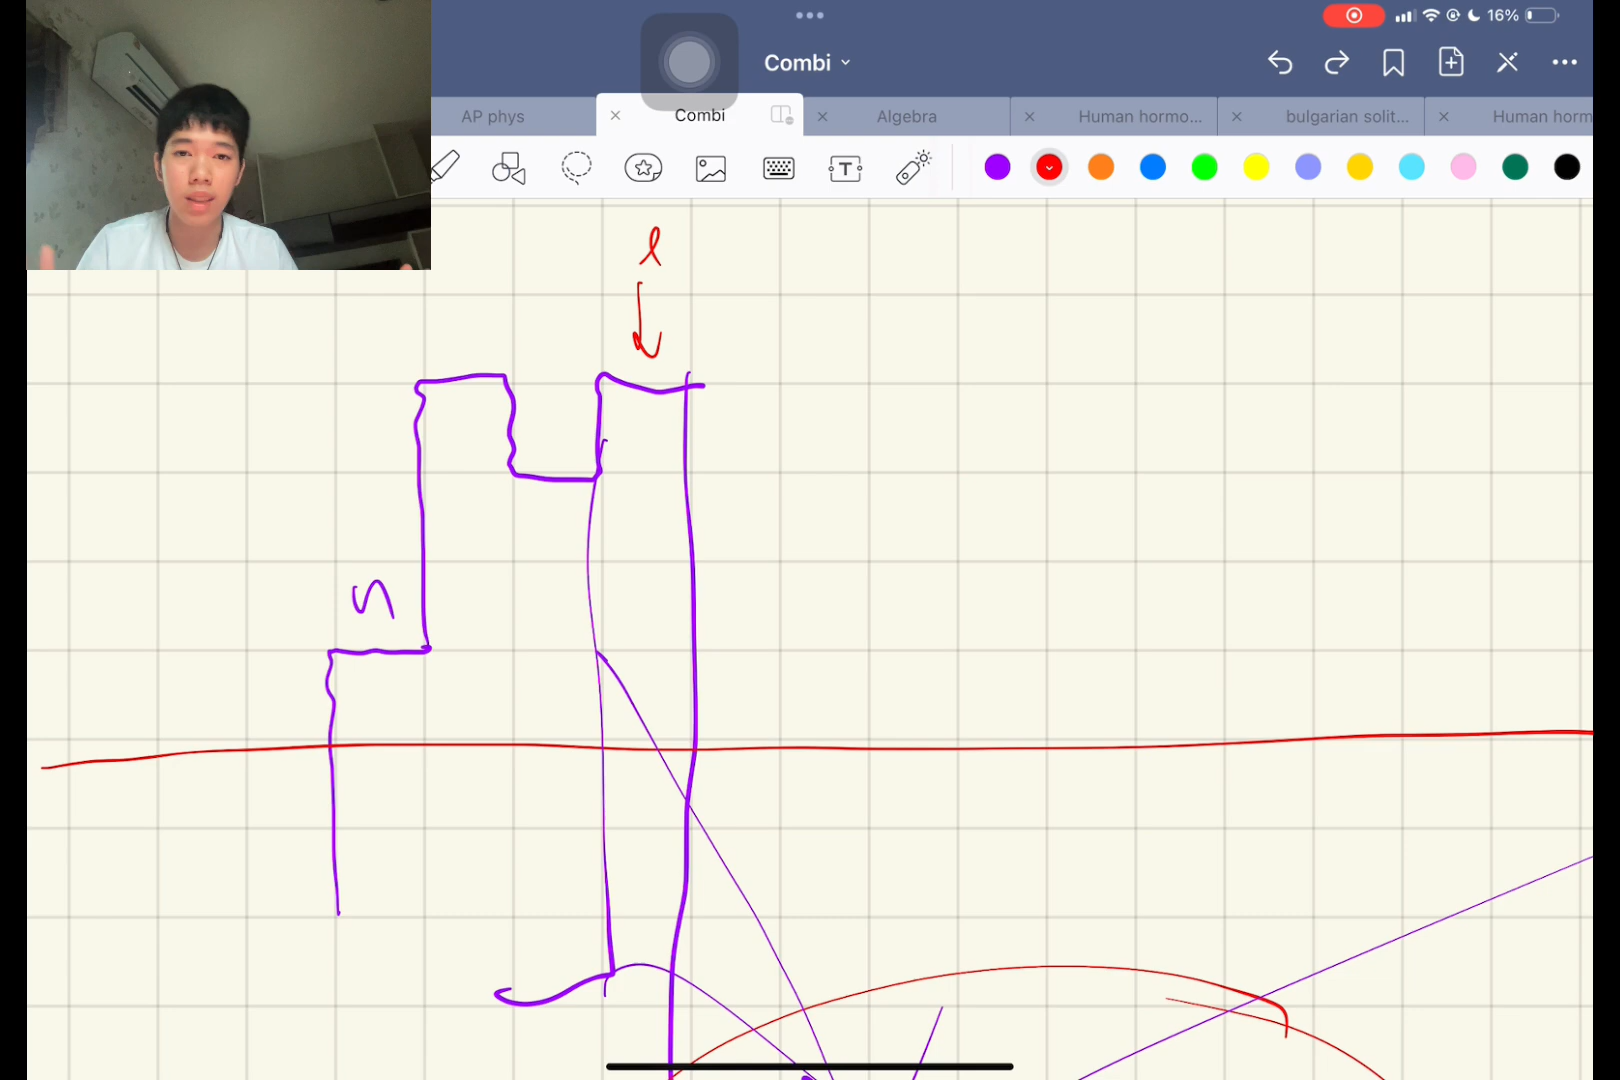 16%
Combi
AP phys
Combi
Algebra
Human hormo...
bulgarian solit...
Human horm
T
l
n